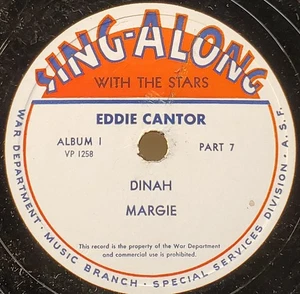 SING-ALONG
WITH THE STARS
EDDIE CANTOR
ALBUM I
VP 1258
PART 7
DINAH
MARGIE
This record is the property of the War Department
and commercial use is prohibited.
WAR DEPARTMENT · MUSIC BRANCH · SPECIAL SERVICES DIVISION · A.S.F.